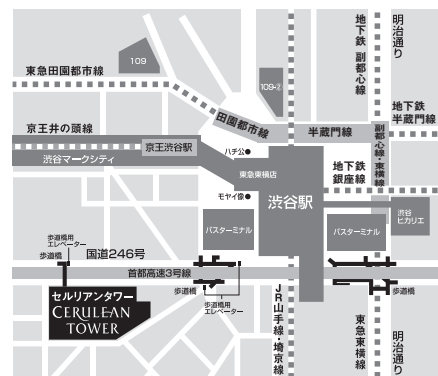 109
109-2
地下鉄 副都心線
明治通り
東急田園都市線
田園都市線
半蔵門線
地下鉄
半蔵門線
副都心線・東横線
京王井の頭線
京王渋谷駅
渋谷マークシティ
ハチ公●
東急東横店
モヤイ像●
渋谷駅
地下鉄
銀座線
渋谷
ヒカリエ
バスターミナル
バスターミナル
歩道橋用
エレベーター
歩道橋
国道246号
首都高速3号線
セルリアンタワー
CERULEAN
TOWER
歩道橋
歩道橋用
エレベーター
JR山手線・埼京線
歩道橋
東急東横線
明治通り